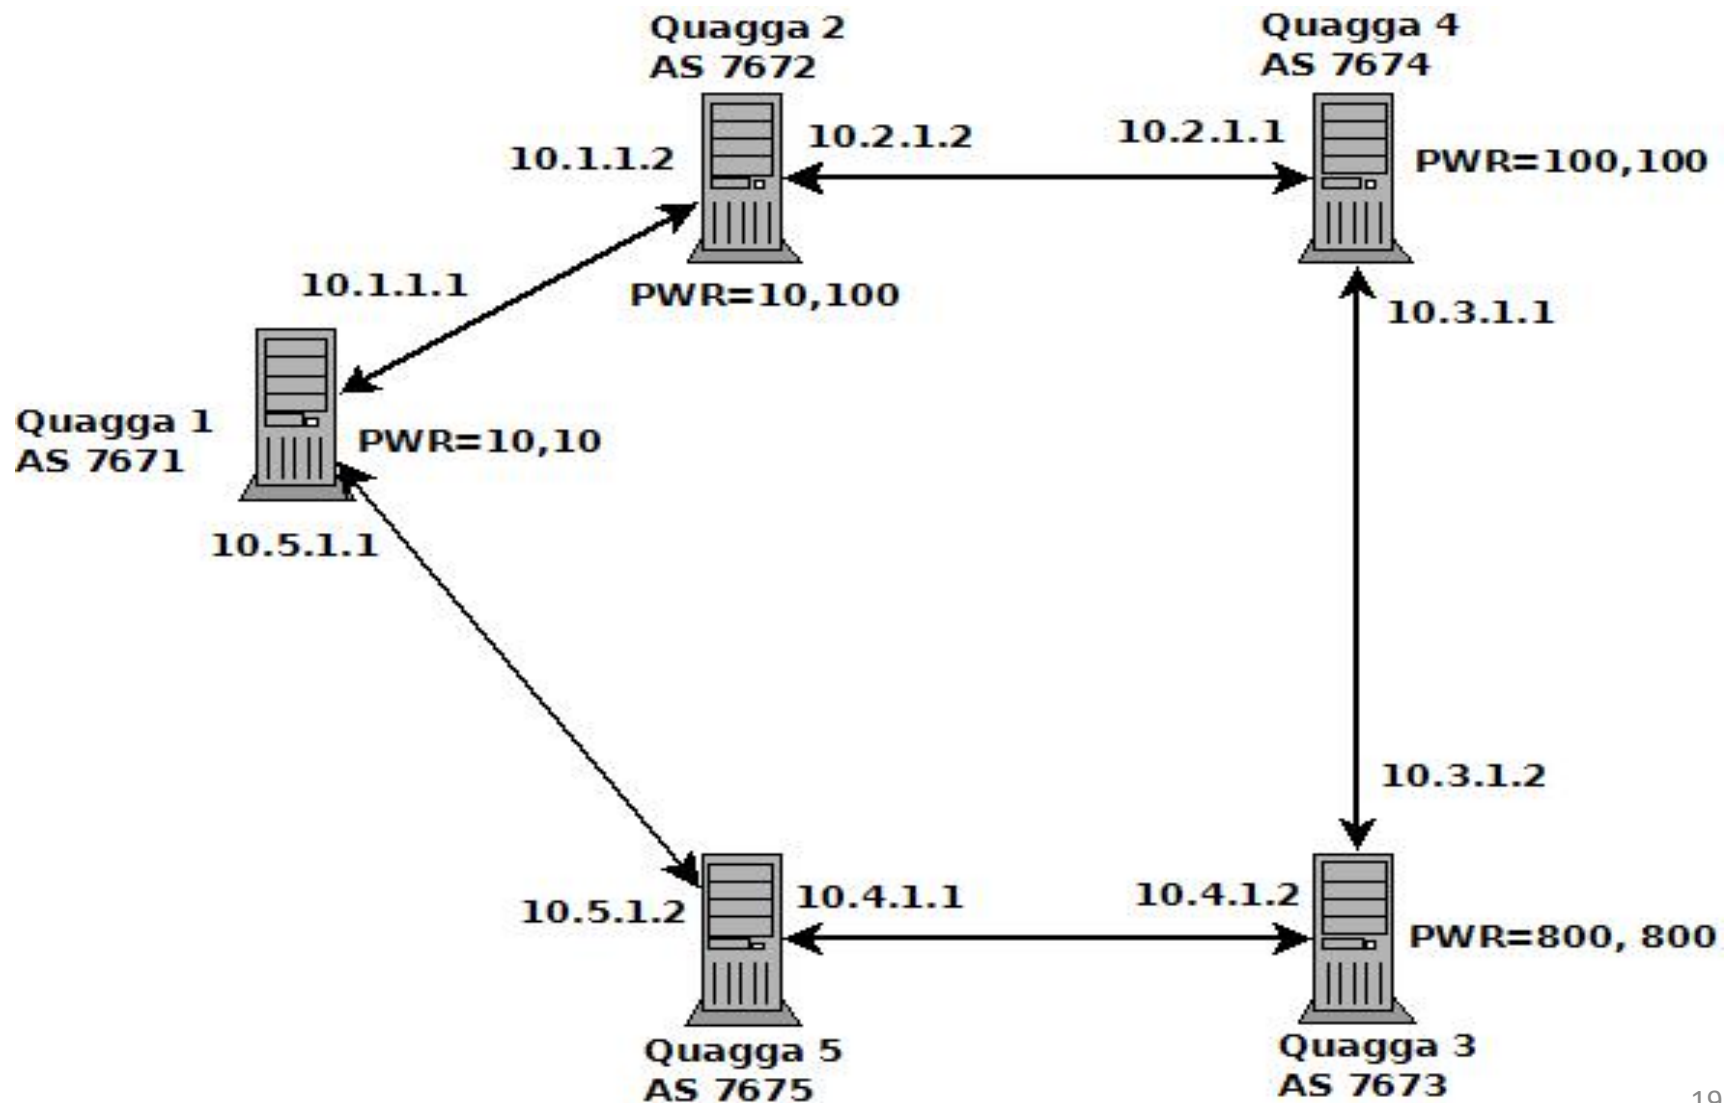 Quagga 2
AS 7672
Quagga 4
AS 7674
10.1.1.2
10.2.1.2
10.2.1.1
PWR=100,100
10.1.1.1
PWR=10,100
10.3.1.1
Quagga 1
AS 7671
PWR=10,10
10.5.1.1
10.3.1.2
10.5.1.2
10.4.1.1
10.4.1.2
PWR=800, 800
Quagga 5
AS 7675
Quagga 3
AS 7673
19